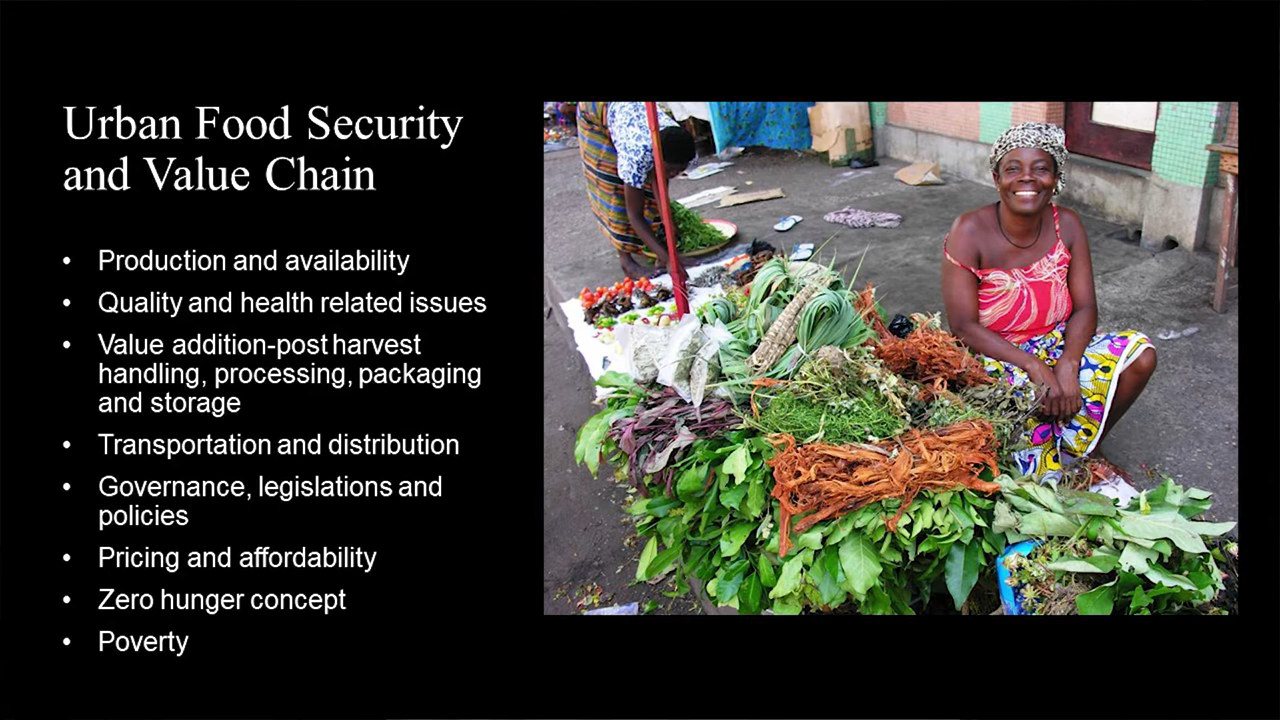 Urban Food Security
and Value Chain
• Production and availability
• Quality and health related issues
• Value addition-post harvest
handling, processing, packaging
and storage
• Transportation and distribution
• Governance, legislations and
policies
• Pricing and affordability
• Zero hunger concept
• Poverty